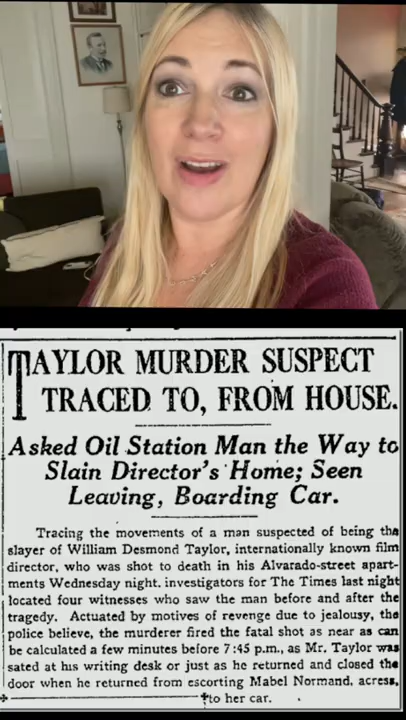 TAYLOR MURDER SUSPECT
TRACED TO, FROM HOUSE.
Asked Oil Station Man the Way to
Slain Director's Home; Seen
Leaving, Boarding Car.
Tracing the movements of a man suspected of being the
slayer of William Desmond Taylor, internationally known film
director, who was shot to death in his Alvarado-street apart-
ments Wednesday night. investigators for The Times last night
located four witnesses who saw the man before and after the
tragedy. Actuated by motives of revenge due to jealousy, the
police believe, the murderer fired the fatal shot as near as can
be calculated a few minutes before 7:45 p.m., as Mr. Taylor was
sated at his writing desk or just as he returned and closed the
door when he returned from escorting Mabel Normand, acress,
to her car.